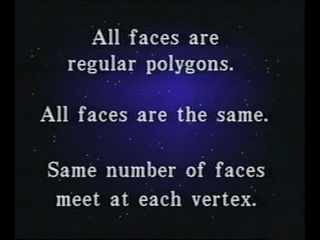 All faces are
regular polygons.
All faces are the same.
Same number of faces
meet at each vertex.